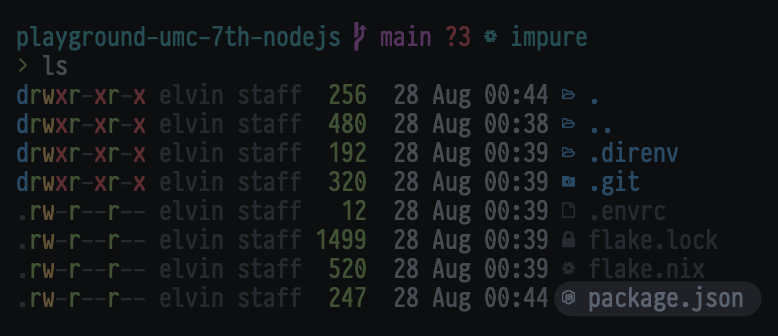 playground-umc-7th-nodejs main ?3 impure
> ls
drwxr-xr-x elvin staff 256 28 Aug 00:44 .
drwxr-xr-x elvin staff 480 28 Aug 00:38 ..
drwxr-xr-x elvin staff 192 28 Aug 00:39 .direnv
drwxr-xr-x elvin staff 320 28 Aug 00:39 .git
.rw-r--r-- elvin staff 12 28 Aug 00:39 .envrc
.rw-r--r-- elvin staff 1499 28 Aug 00:39 flake.lock
.rw-r--r-- elvin staff 520 28 Aug 00:39 flake.nix
.rw-r--r-- elvin staff 247 28 Aug 00:44 package.json